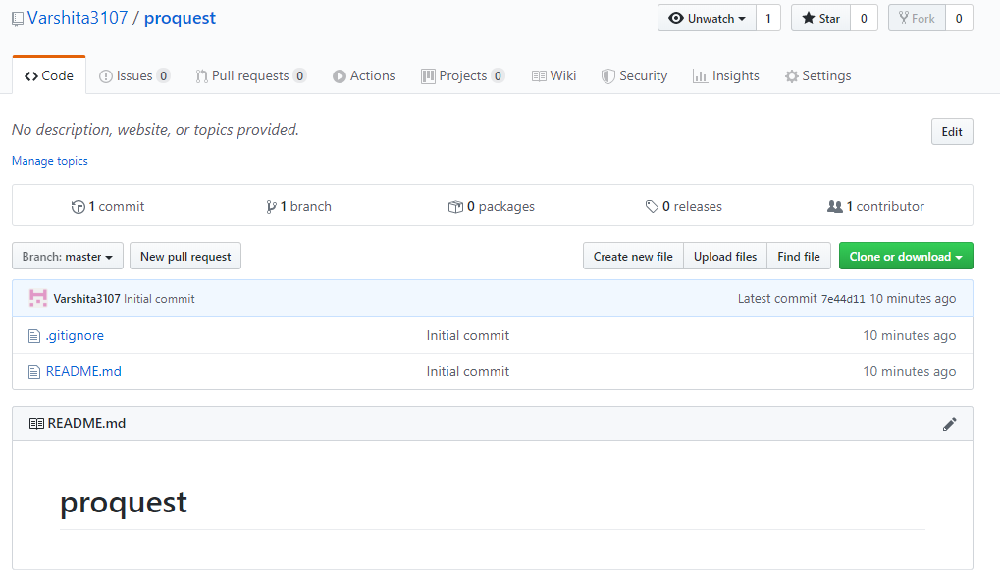 Varshita3107 / proquest Unwatch 1 Star 0 Fork 0
Code Issues 0 Pull requests 0 Actions Projects 0 Wiki Security Insights Settings
No description, website, or topics provided. Edit
Manage topics
1 commit 1 branch 0 packages 0 releases 1 contributor
Branch: master New pull request Create new file Upload files Find file Clone or download
Varshita3107 Initial commit Latest commit 7e44d11 10 minutes ago
.gitignore Initial commit 10 minutes ago
README.md Initial commit 10 minutes ago
README.md
proquest